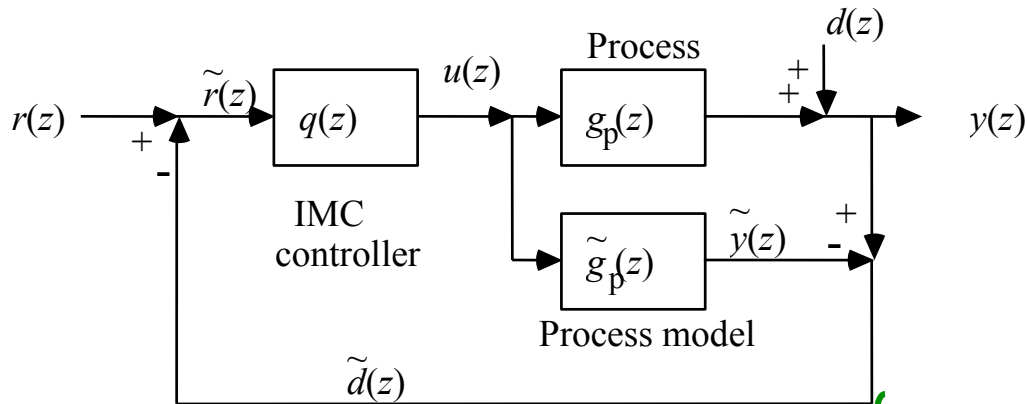 d(z)
Process
+
u(z)
+
r̃(z)
r(z)
q(z)
gp(z)
y(z)
+
-
IMC
controller
+
ỹ(z)
-
g̃p(z)
Process model
d̃(z)